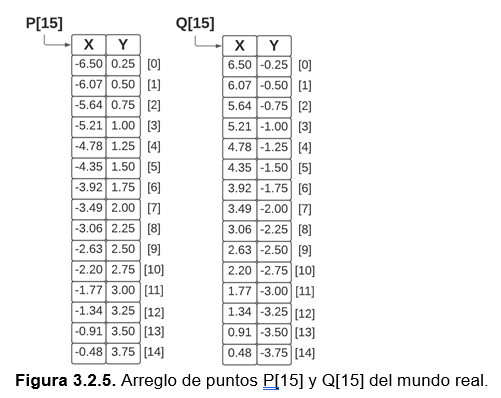 P[15] Q[15]
X Y X Y
-6.50 0.25 [0] 6.50 -0.25 [0]
-6.07 0.50 [1] 6.07 -0.50 [1]
-5.64 0.75 [2] 5.64 -0.75 [2]
-5.21 1.00 [3] 5.21 -1.00 [3]
-4.78 1.25 [4] 4.78 -1.25 [4]
-4.35 1.50 [5] 4.35 -1.50 [5]
-3.92 1.75 [6] 3.92 -1.75 [6]
-3.49 2.00 [7] 3.49 -2.00 [7]
-3.06 2.25 [8] 3.06 -2.25 [8]
-2.63 2.50 [9] 2.63 -2.50 [9]
-2.20 2.75 [10] 2.20 -2.75 [10]
-1.77 3.00 [11] 1.77 -3.00 [11]
-1.34 3.25 [12] 1.34 -3.25 [12]
-0.91 3.50 [13] 0.91 -3.50 [13]
-0.48 3.75 [14] 0.48 -3.75 [14]
Figura 3.2.5. Arreglo de puntos P[15] y Q[15] del mundo real.